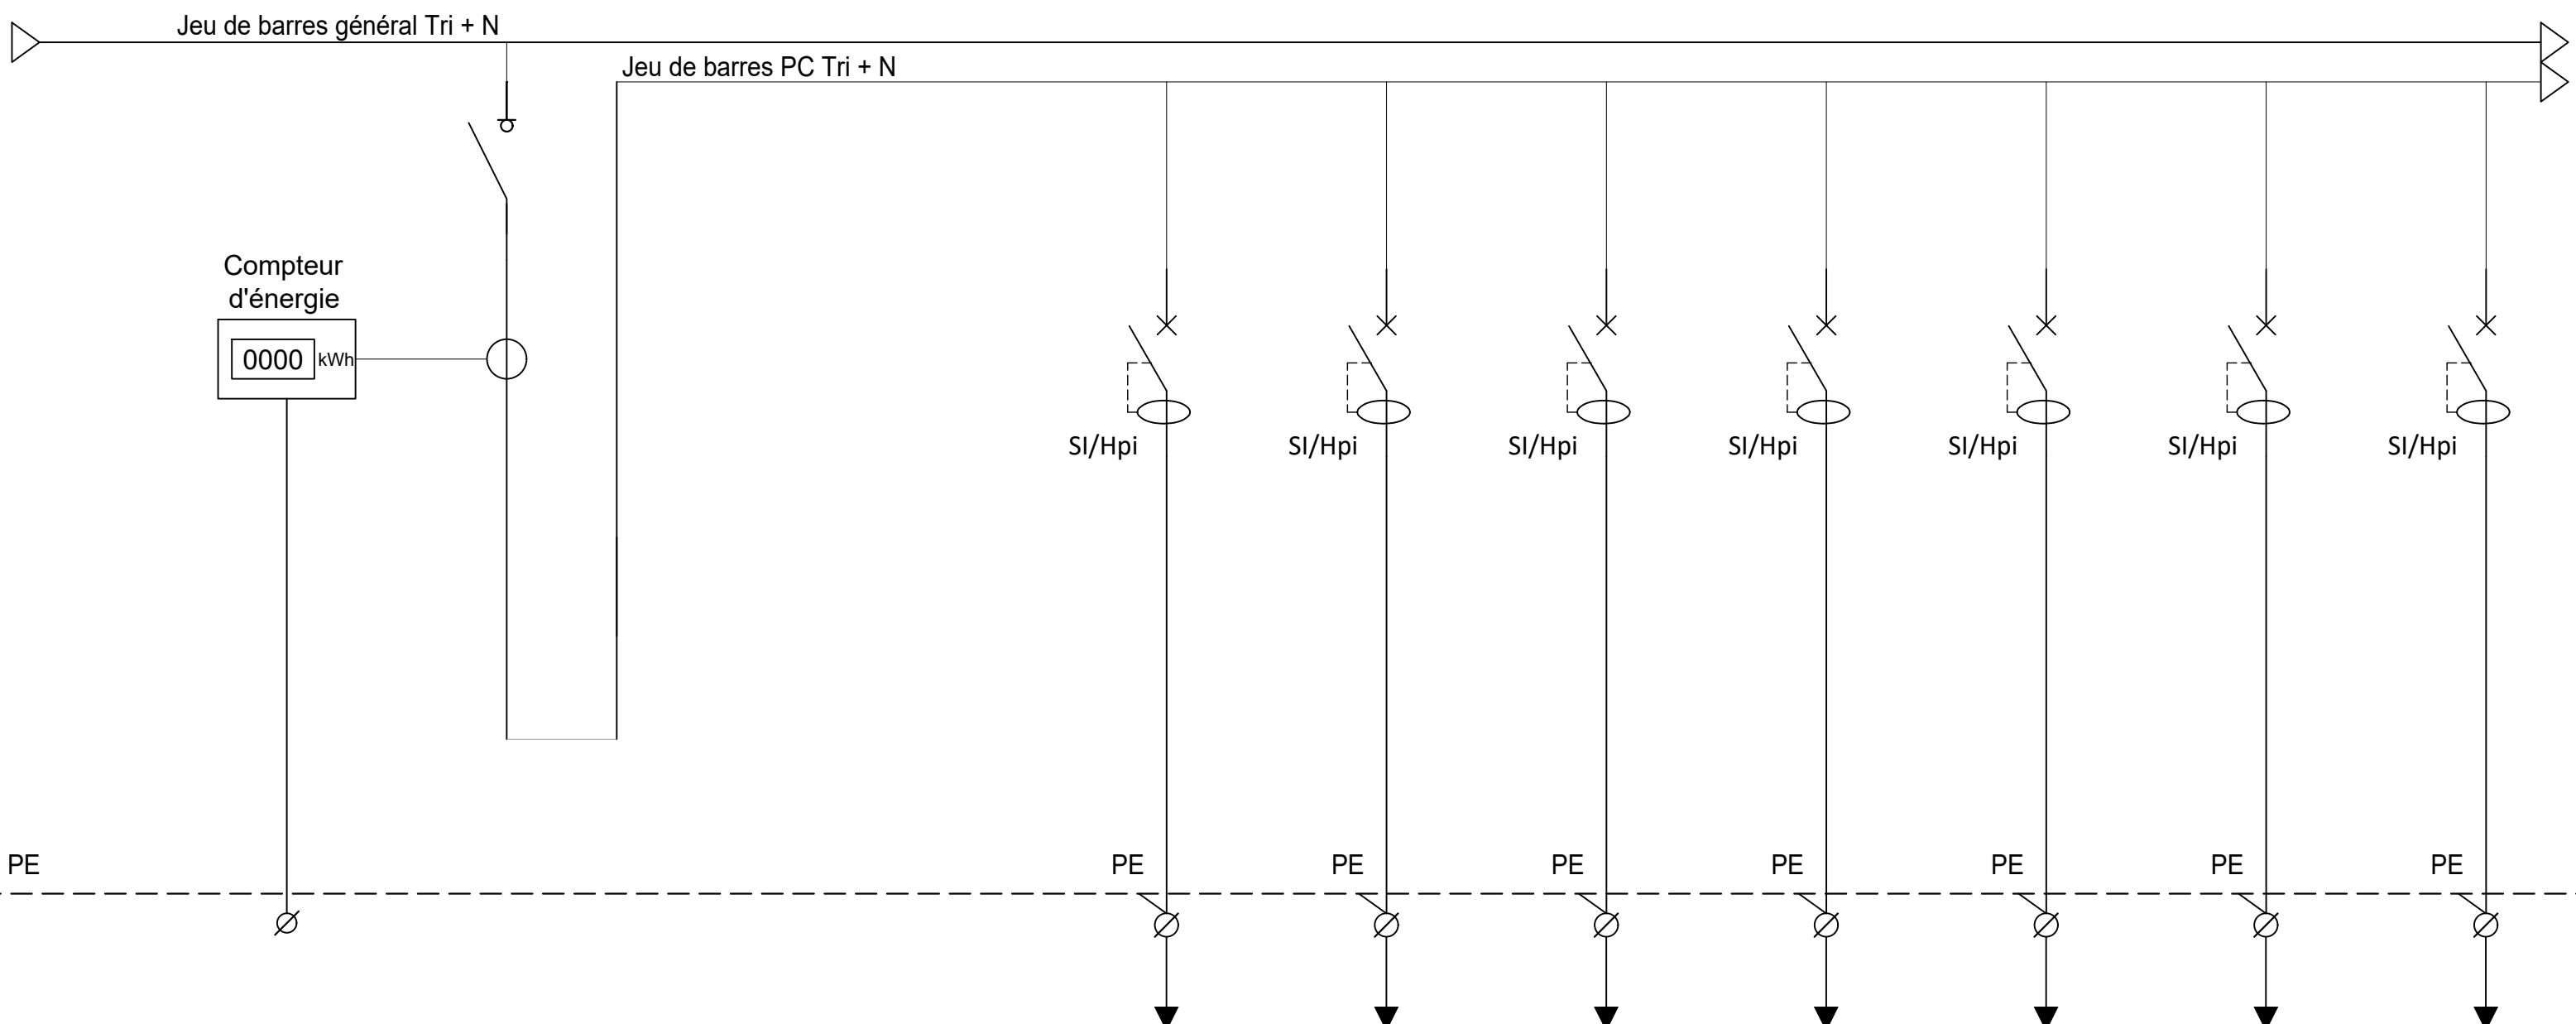 Jeu de barres général Tri + N
Jeu de barres PC Tri + N
Compteur
d'énergie
0000 kWh
SI/Hpi SI/Hpi SI/Hpi SI/Hpi SI/Hpi SI/Hpi SI/Hpi
PE PE PE PE PE PE PE PE